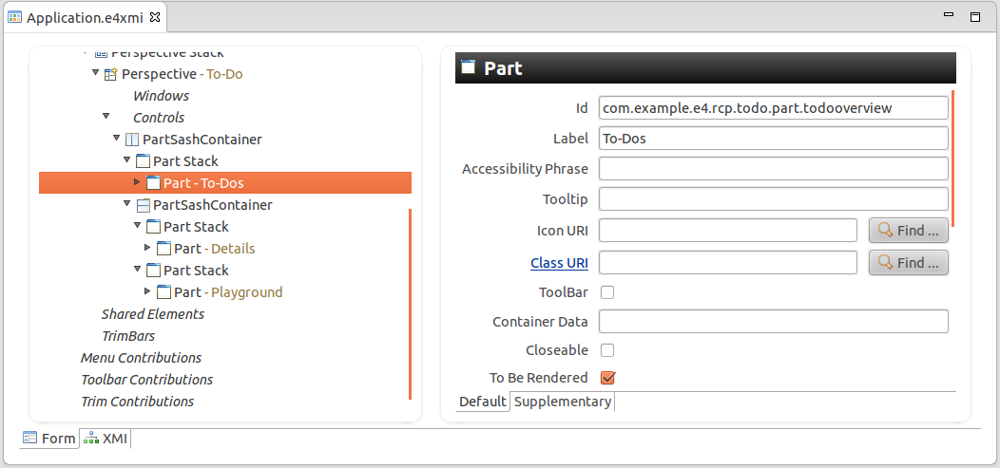 Application.e4xmi
Perspective Stack
Perspective - To-Do
Windows
Controls
PartSashContainer
Part Stack
Part - To-Dos
PartSashContainer
Part Stack
Part - Details
Part Stack
Part - Playground
Shared Elements
TrimBars
Menu Contributions
Toolbar Contributions
Trim Contributions
Part
Id com.example.e4.rcp.todo.part.todooverview
Label To-Dos
Accessibility Phrase
Tooltip
Icon URI Find ...
Class URI Find ...
ToolBar
Container Data
Closeable
To Be Rendered
Default Supplementary
Form XMI